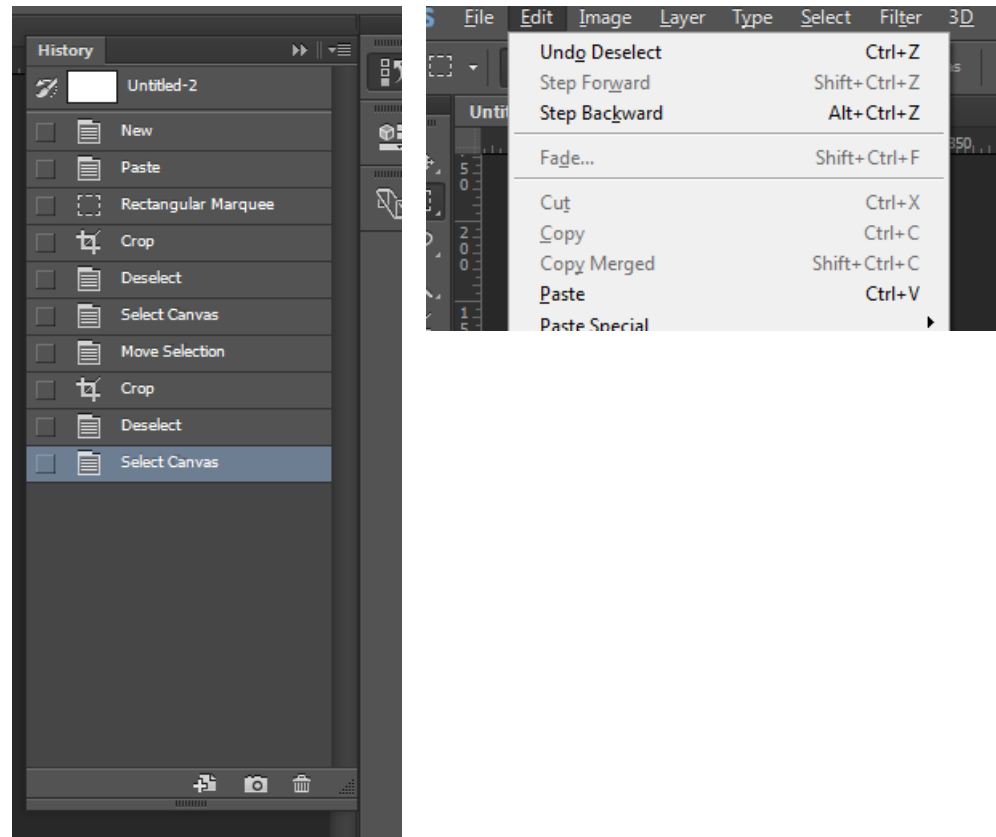 History
Untitled-2
New
Paste
Rectangular Marquee
Crop
Deselect
Select Canvas
Move Selection
Crop
Deselect
Select Canvas
File Edit Image Layer Type Select Filter 3D
Undo Deselect Ctrl+Z
Step Forward Shift+Ctrl+Z
Step Backward Alt+Ctrl+Z
Fade... Shift+Ctrl+F
Cut Ctrl+X
Copy Ctrl+C
Copy Merged Shift+Ctrl+C
Paste Ctrl+V
Paste Special